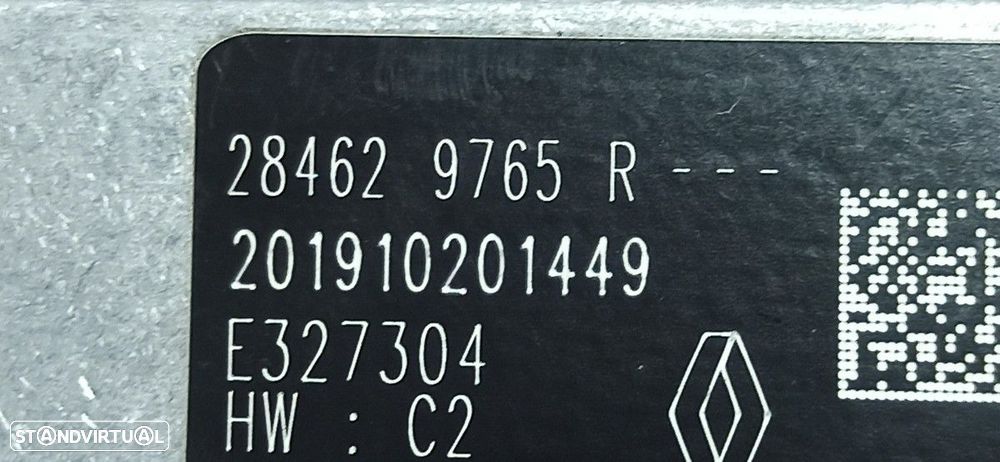 28462 9765 R ---
201910201449
E327304
HW : C2
STANDVIRTUAL